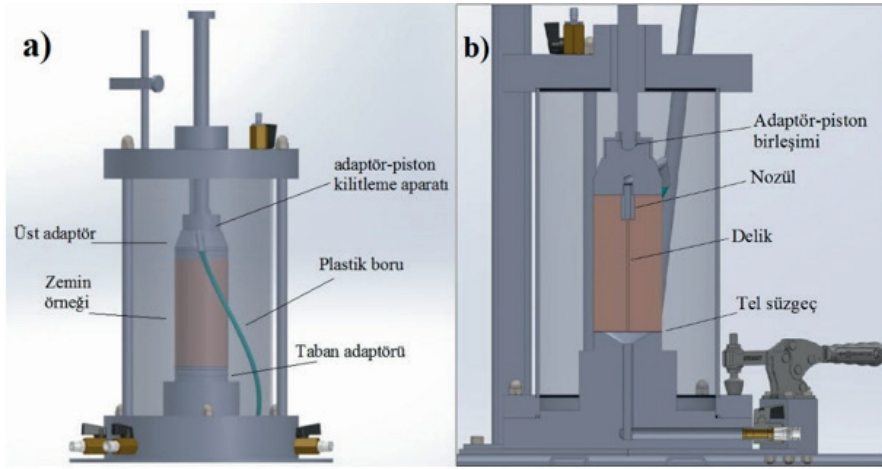 a)
adaptör-piston
kilitleme aparatı
Üst adaptör
Plastik boru
Zemin
örneği
Taban adaptörü
b)
Adaptör-piston
birleşimi
Nozül
Delik
Tel süzgeç